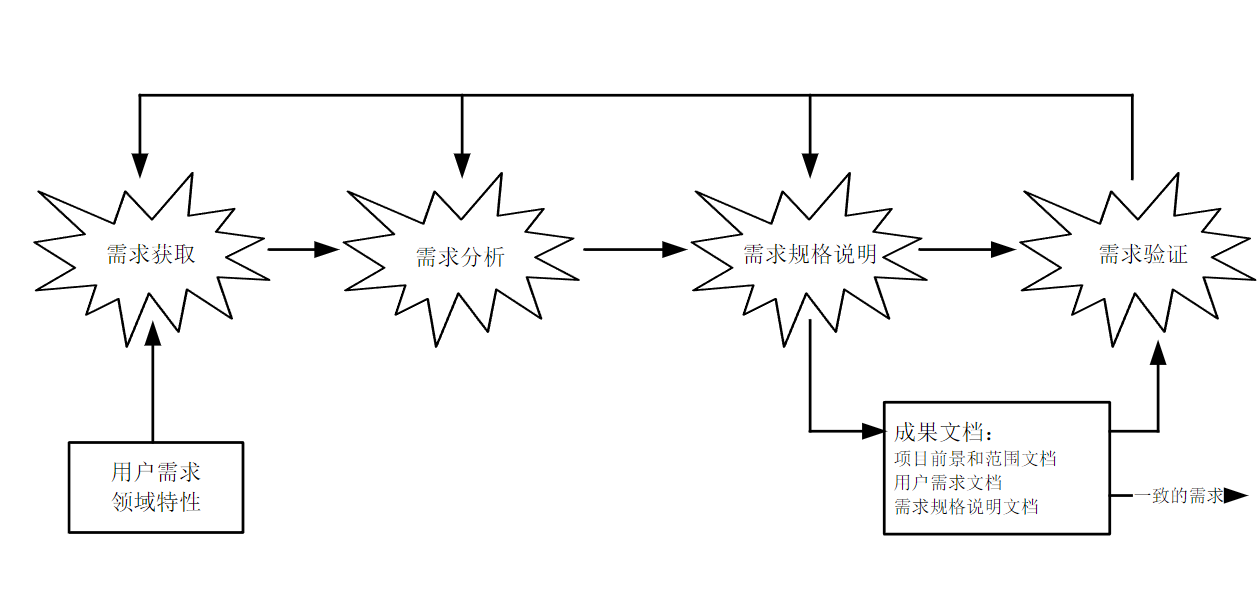 需求获取
需求分析
需求规格说明
需求验证
用户需求
领域特性
成果文档：
项目前景和范围文档
用户需求文档
需求规格说明文档
一致的需求